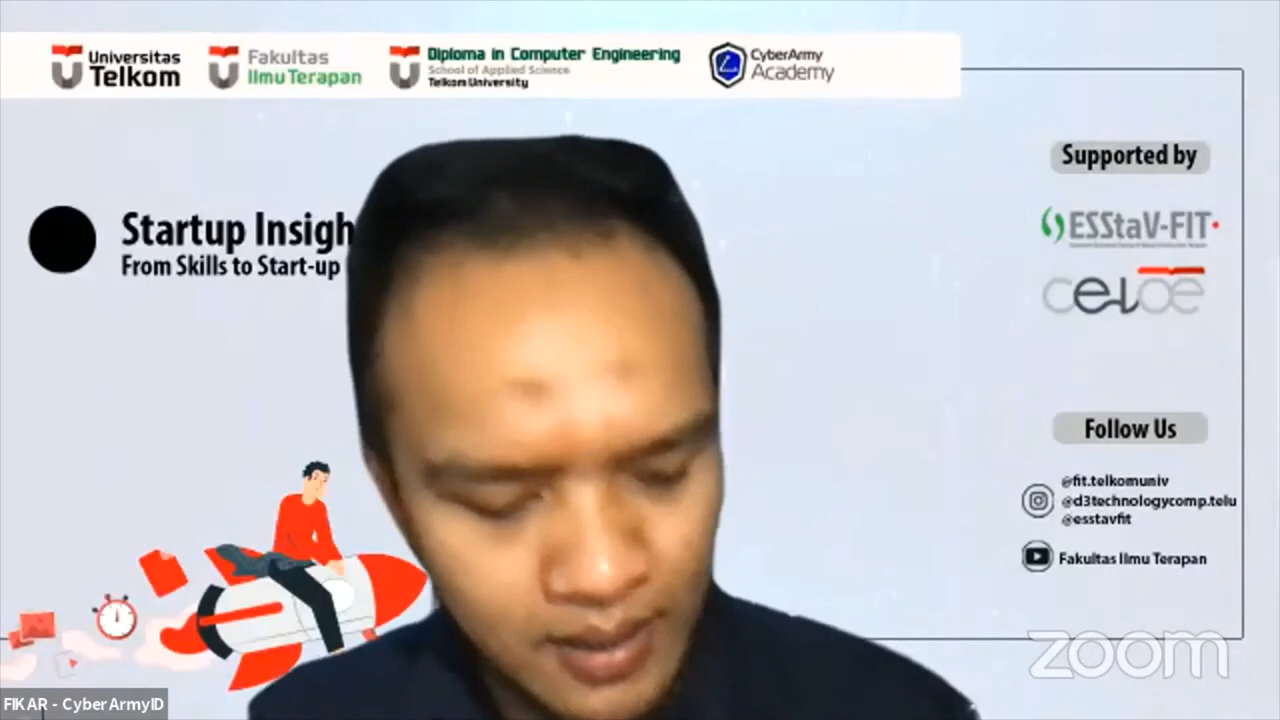 Universitas
Telkom
Fakultas
Ilmu Terapan
Diploma in Computer Engineering
School of Applied Science
Telkom University
CyberArmy
Academy
Startup Insigh
From Skills to Start-up
Supported by
ESStaV-FIT
celoe
Follow Us
@fit.telkomuniv
@d3technologycomp.telu
@esstavfit
Fakultas Ilmu Terapan
zoom
FIKAR - CyberArmyID